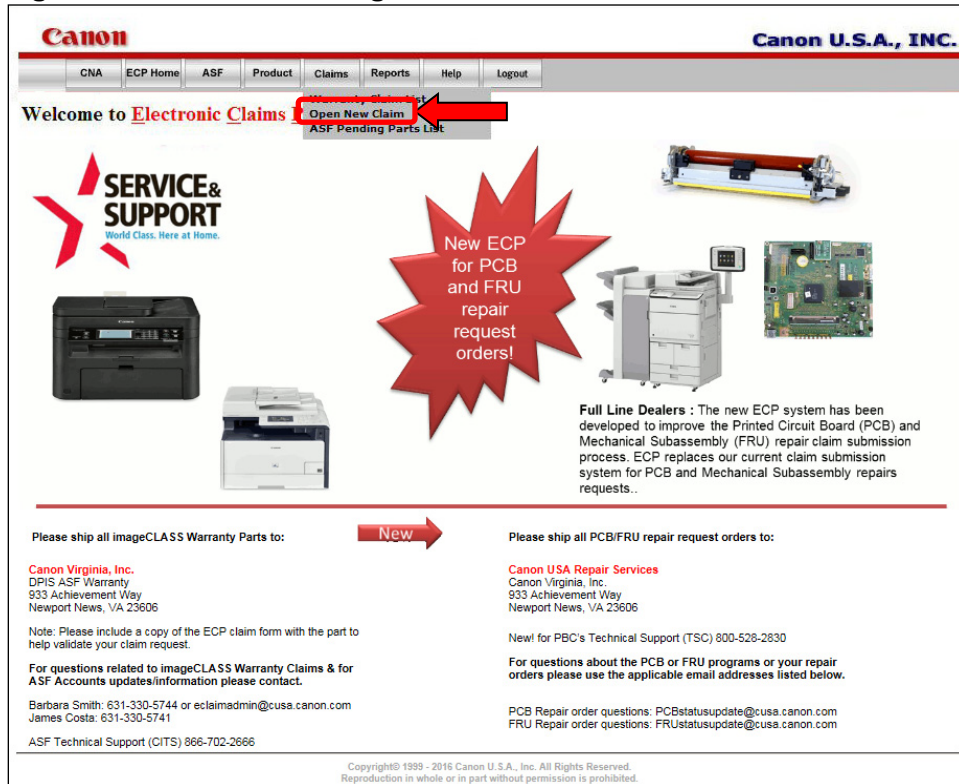 Canon
Canon U.S.A., INC.
CNA ECP Home ASF Product Claims Reports Help Logout
Warranty Claim List
Open New Claim
ASF Pending Parts List
Welcome to Electronic Claims
SERVICE&
SUPPORT
World Class. Here at Home.
New ECP
for PCB
and FRU
repair
request
orders!
Full Line Dealers : The new ECP system has been
developed to improve the Printed Circuit Board (PCB) and
Mechanical Subassembly (FRU) repair claim submission
process. ECP replaces our current claim submission
system for PCB and Mechanical Subassembly repairs
requests..
Please ship all imageCLASS Warranty Parts to:
New
Canon Virginia, Inc.
DPIS ASF Warranty
933 Achievement Way
Newport News, VA 23606
Note: Please include a copy of the ECP claim form with the part to
help validate your claim request.
For questions related to imageCLASS Warranty Claims & for
ASF Accounts updates/information please contact.
Barbara Smith: 631-330-5744 or eclaimadmin@cusa.canon.com
James Costa: 631-330-5741
ASF Technical Support (CITS) 866-702-2666
Please ship all PCB/FRU repair request orders to:
Canon USA Repair Services
Canon Virginia, Inc.
933 Achievement Way
Newport News, VA 23606
New! for PBC's Technical Support (TSC) 800-528-2830
For questions about the PCB or FRU programs or your repair
orders please use the applicable email addresses listed below.
PCB Repair order questions: PCBstatusupdate@cusa.canon.com
FRU Repair order questions: FRUstatusupdate@cusa.canon.com
Copyright© 1999 - 2016 Canon U.S.A., Inc. All Rights Reserved.
Reproduction in whole or in part without permission is prohibited.